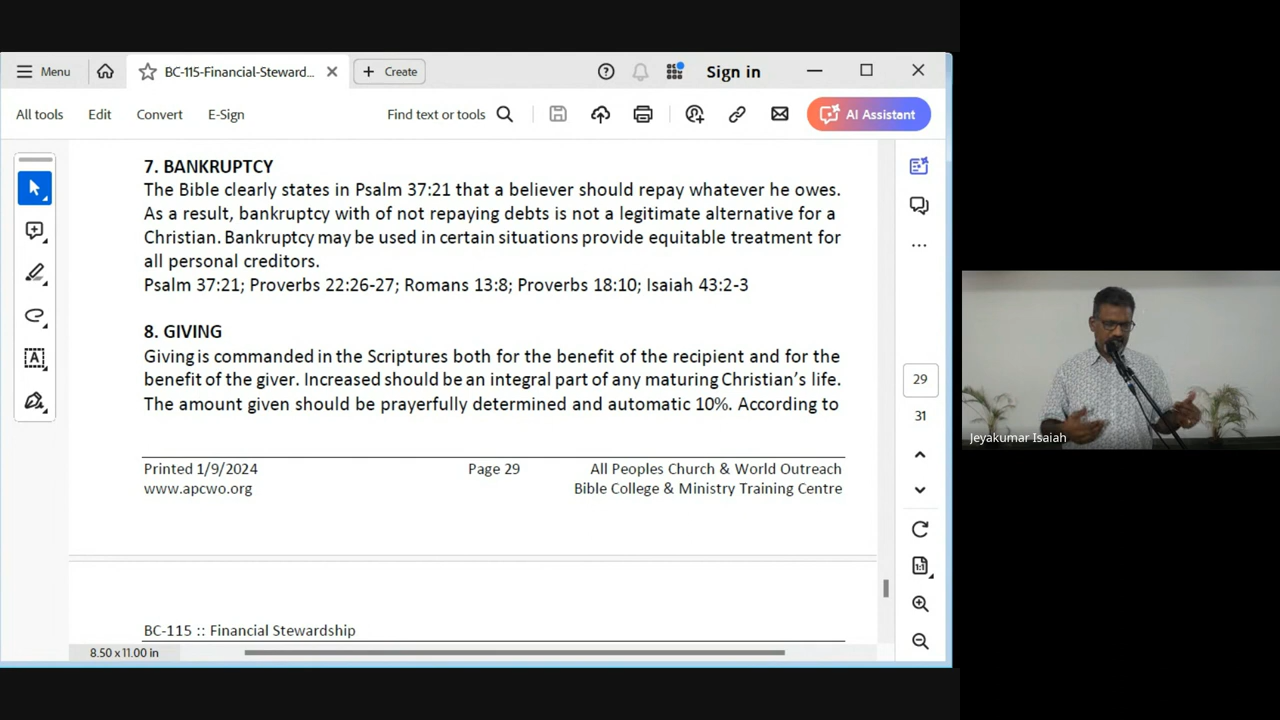 Menu
BC-115-Financial-Steward...
Create
Sign in
All tools
Edit
Convert
E-Sign
Find text or tools
AI Assistant
7. BANKRUPTCY
The Bible clearly states in Psalm 37:21 that a believer should repay whatever he owes.
As a result, bankruptcy with of not repaying debts is not a legitimate alternative for a
Christian. Bankruptcy may be used in certain situations provide equitable treatment for
all personal creditors.
Psalm 37:21; Proverbs 22:26-27; Romans 13:8; Proverbs 18:10; Isaiah 43:2-3
8. GIVING
Giving is commanded in the Scriptures both for the benefit of the recipient and for the
benefit of the giver. Increased should be an integral part of any maturing Christian's life.
The amount given should be prayerfully determined and automatic 10%. According to
Printed 1/9/2024 Page 29 All Peoples Church & World Outreach
www.apcwo.org Bible College & Ministry Training Centre
BC-115 :: Financial Stewardship
8.50 x 11.00 in
29
31
1:1
Jeyakumar Isaiah